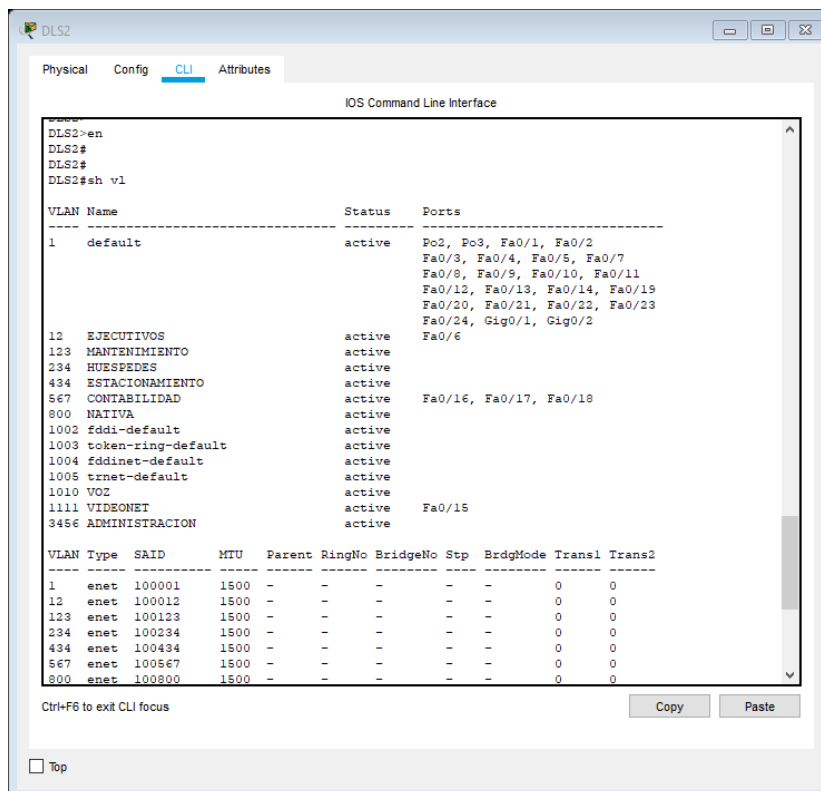 DLS2
Physical Config CLI Attributes
IOS Command Line Interface
DLS2>en
DLS2#
DLS2#
DLS2#sh vl
VLAN Name Status Ports
---- -------------------------------- --------- -------------------------------
1 default active Po2, Po3, Fa0/1, Fa0/2
Fa0/3, Fa0/4, Fa0/5, Fa0/7
Fa0/8, Fa0/9, Fa0/10, Fa0/11
Fa0/12, Fa0/13, Fa0/14, Fa0/19
Fa0/20, Fa0/21, Fa0/22, Fa0/23
Fa0/24, Gig0/1, Gig0/2
12 EJECUTIVOS active Fa0/6
123 MANTENIMIENTO active
234 HUESPEDES active
434 ESTACIONAMIENTO active
567 CONTABILIDAD active Fa0/16, Fa0/17, Fa0/18
800 NATIVA active
1002 fddi-default active
1003 token-ring-default active
1004 fddinet-default active
1005 trnet-default active
1010 VOZ active
1111 VIDEONET active Fa0/15
3456 ADMINISTRACION active
VLAN Type SAID MTU Parent RingNo BridgeNo Stp BrdgMode Trans1 Trans2
---- ----- ---------- ----- ------ ------ -------- ---- -------- ------ ------
1 enet 100001 1500 - - - - - 0 0
12 enet 100012 1500 - - - - - 0 0
123 enet 100123 1500 - - - - - 0 0
234 enet 100234 1500 - - - - - 0 0
434 enet 100434 1500 - - - - - 0 0
567 enet 100567 1500 - - - - - 0 0
800 enet 100800 1500 - - - - - 0 0
Ctrl+F6 to exit CLI focus Copy Paste
Top